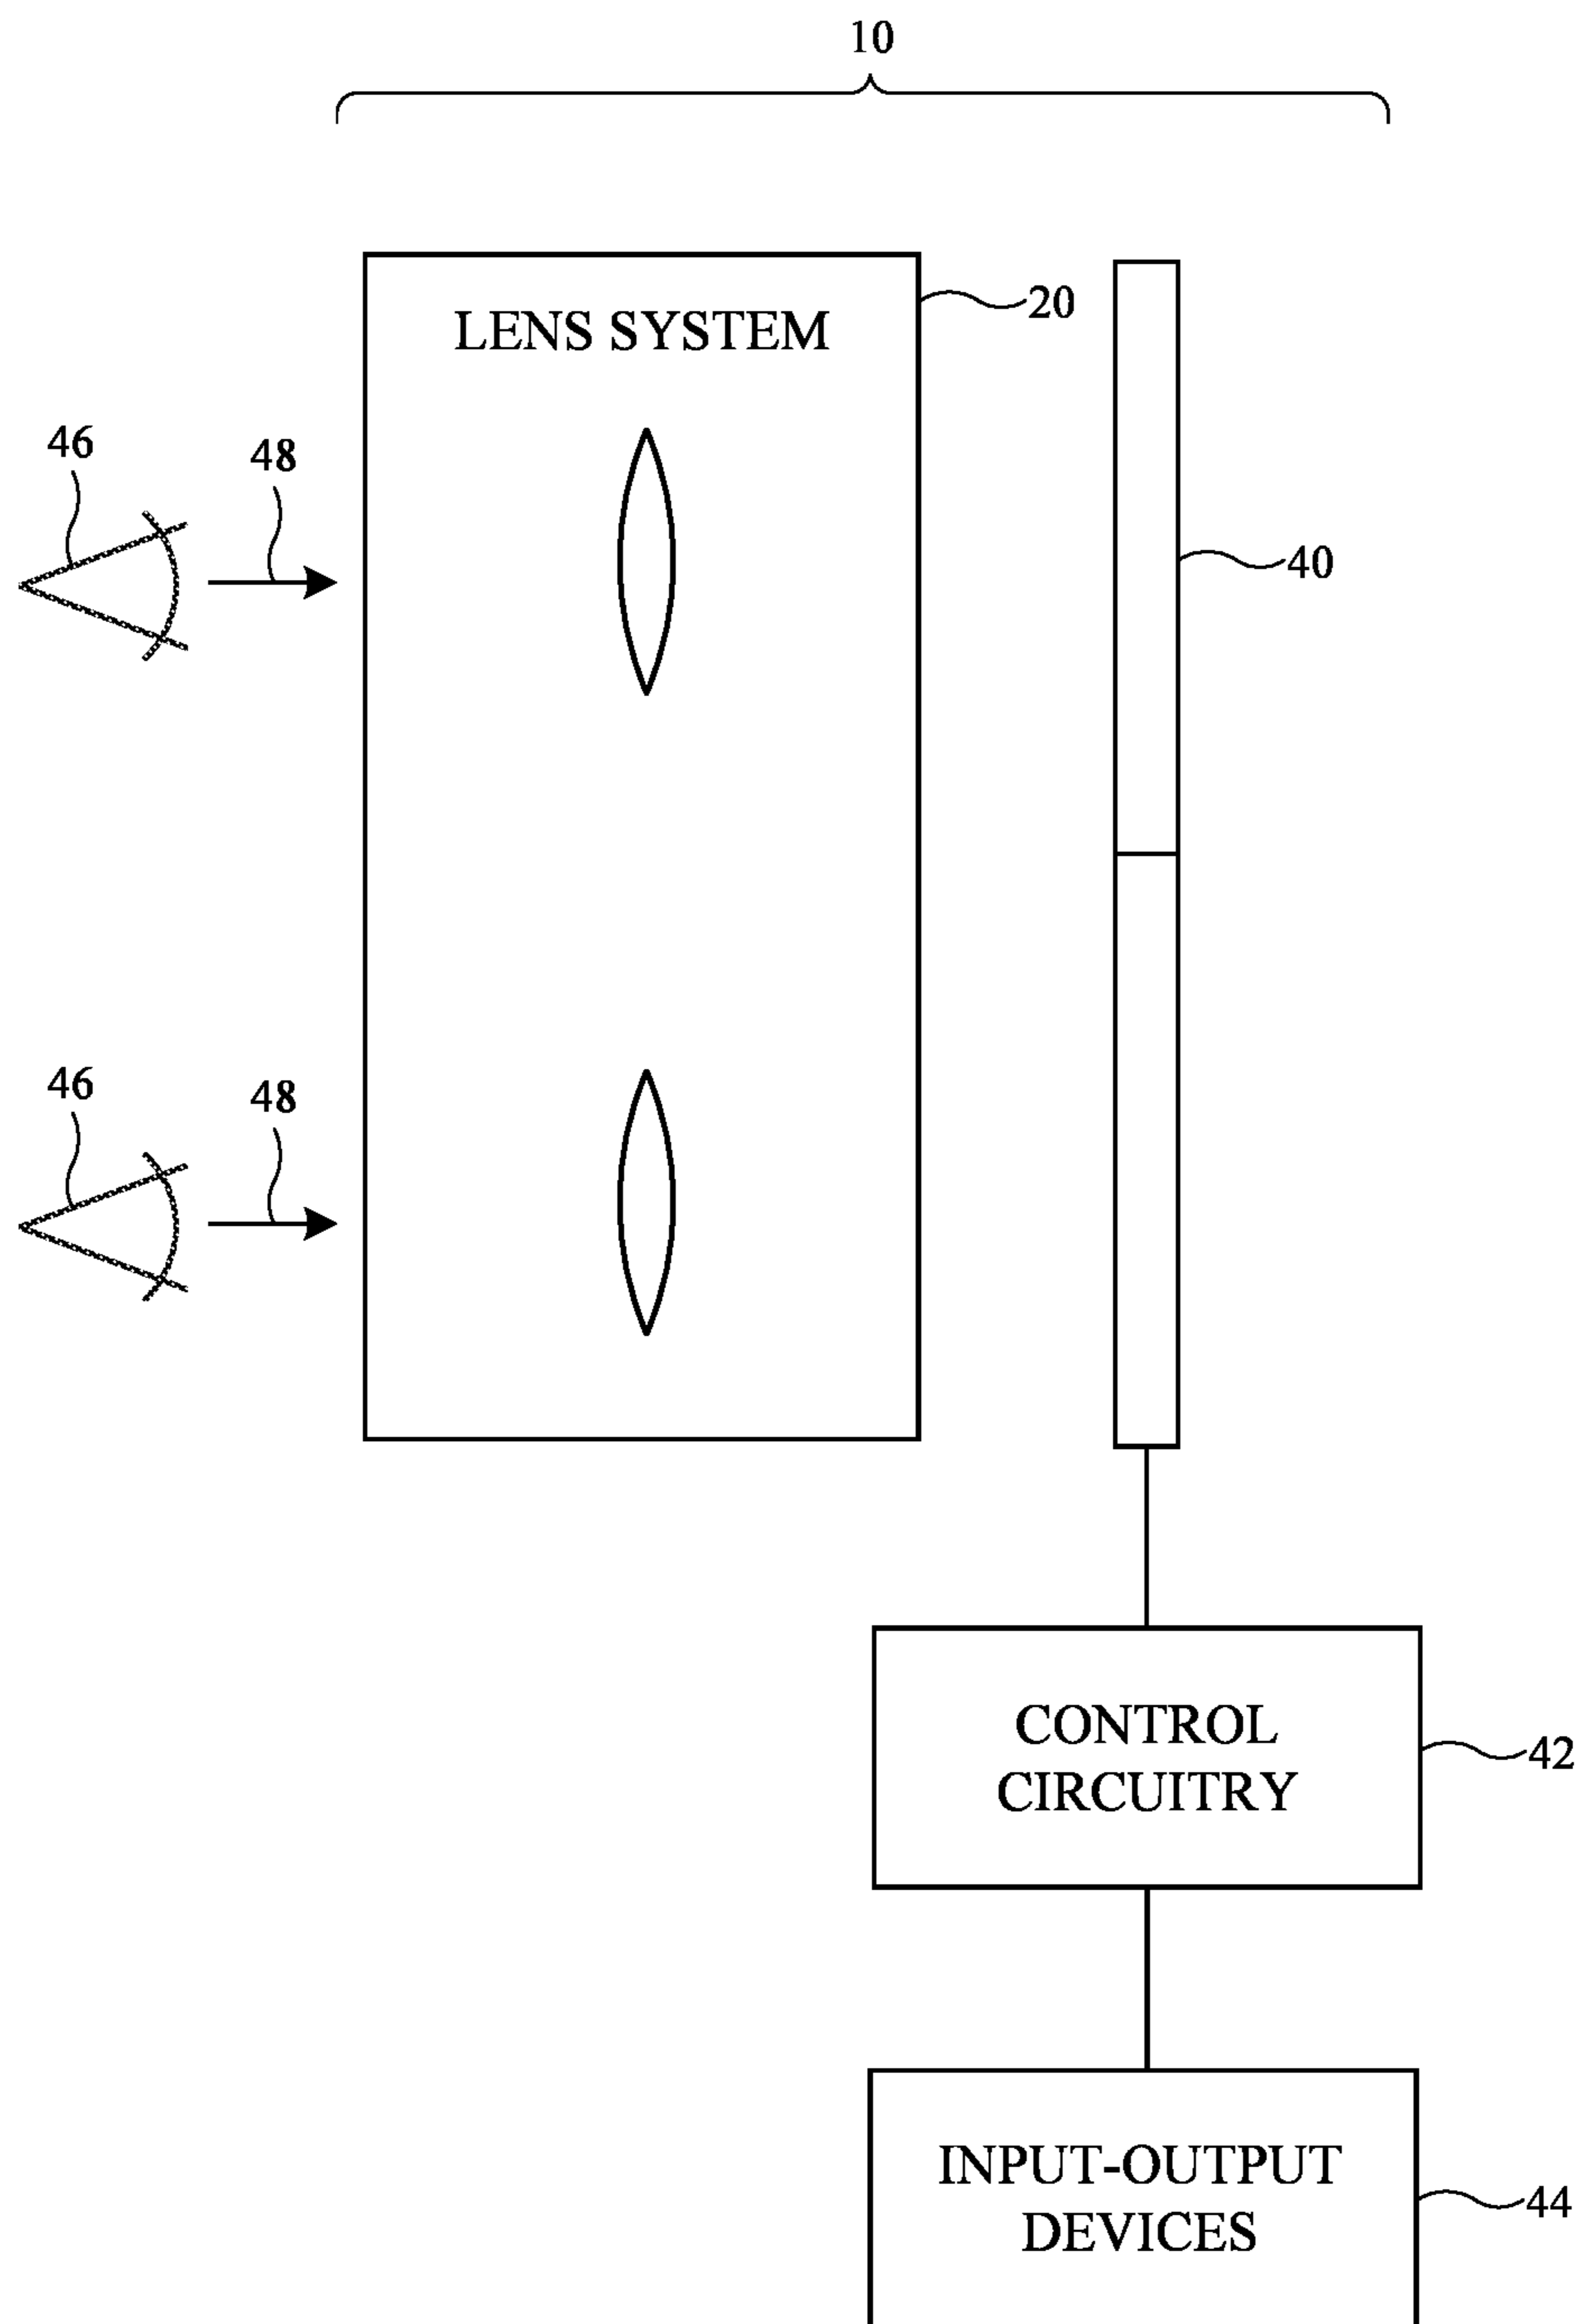 10
LENS SYSTEM
20
46
48
40
46
48
CONTROL
CIRCUITRY
42
INPUT-OUTPUT
DEVICES
44